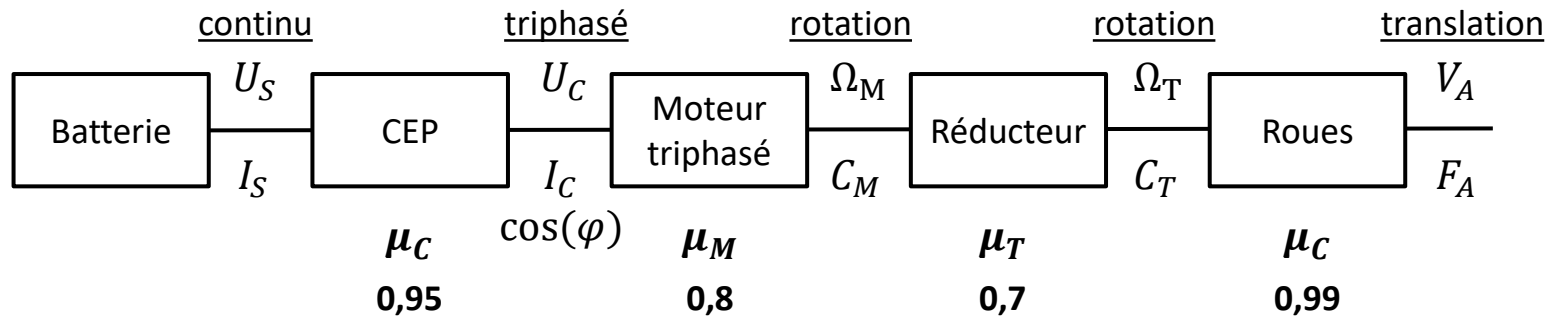 continu triphasé rotation rotation translation
U_S U_C Ω_M Ω_T V_A
Batterie CEP Moteur triphasé Réducteur Roues
I_S I_C C_M C_T F_A
cos(φ)
μ_C μ_M μ_T μ_C
0,95 0,8 0,7 0,99